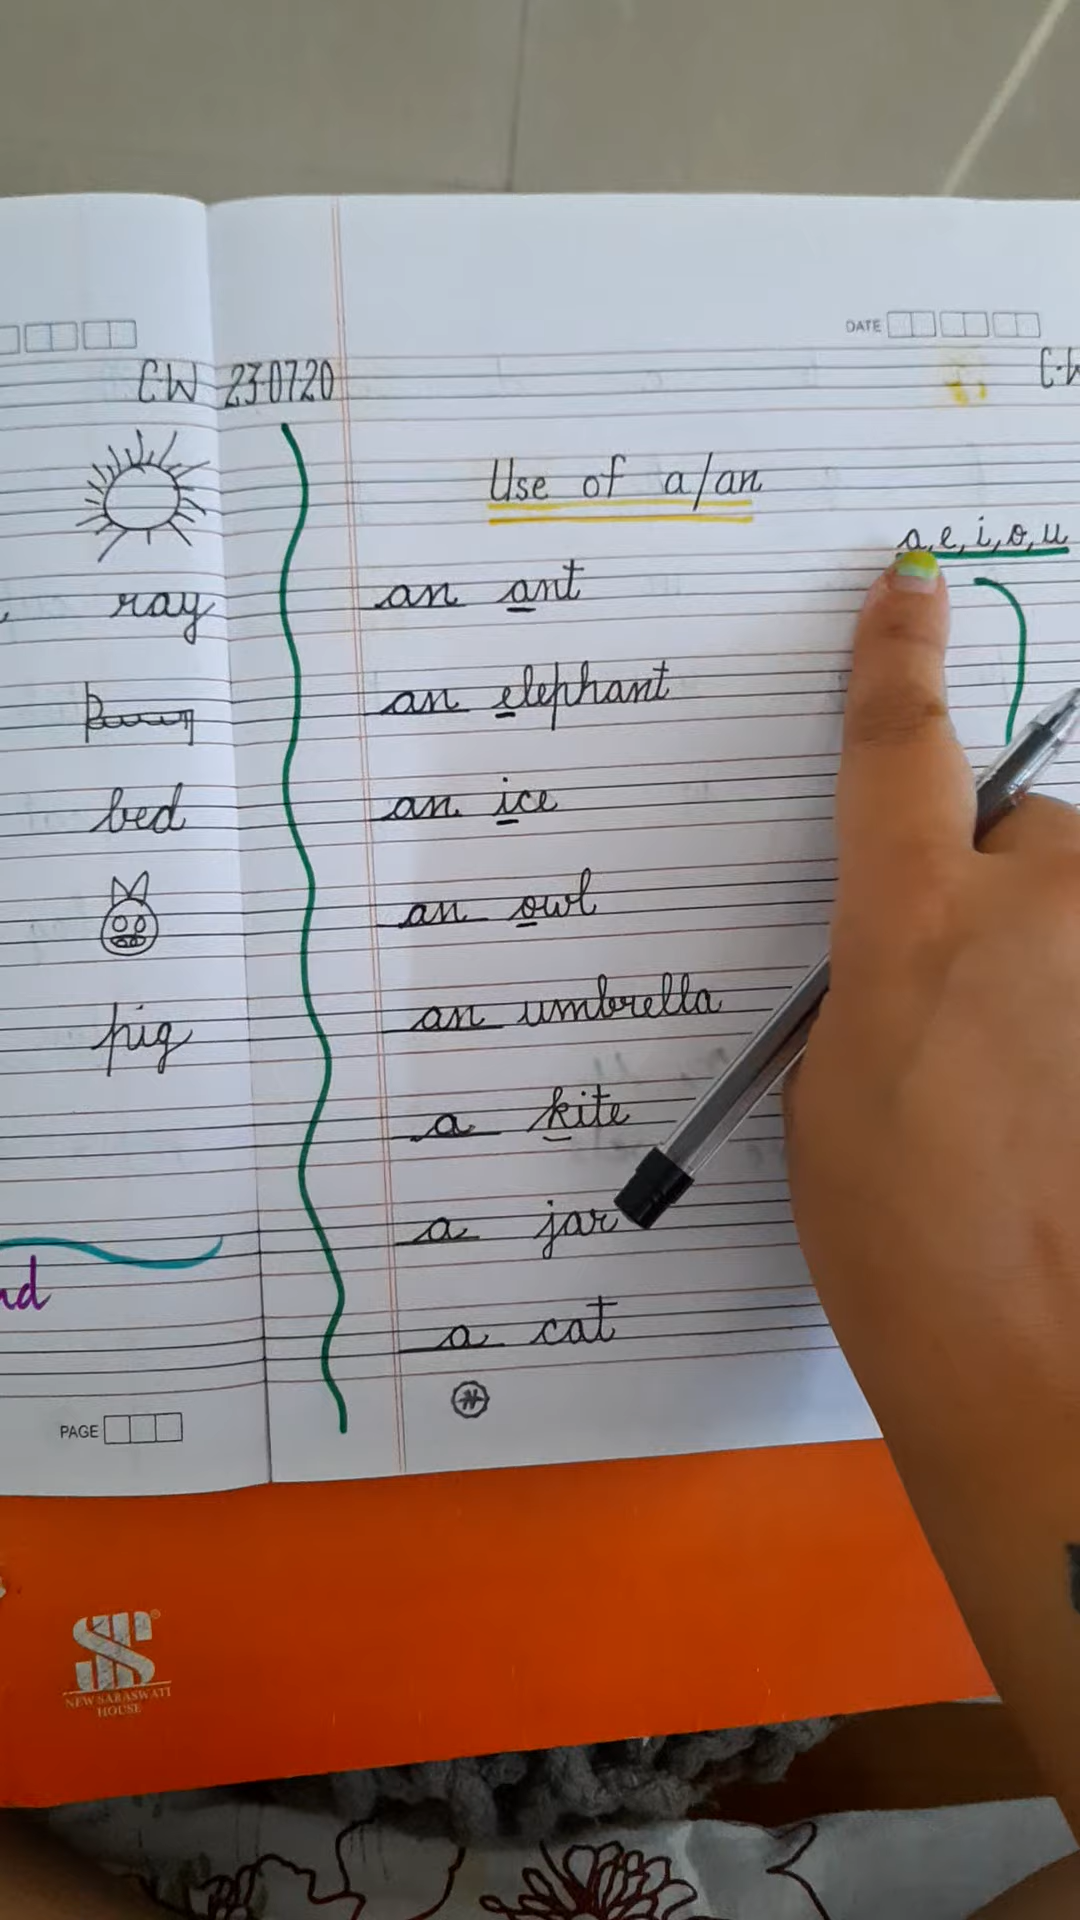 DATE
C.W 23-07-20
ray
bed
pig
PAGE
Use of a/an
a, e, i, o, u
an ant
an elephant
an ice
an owl
an umbrella
a kite
a jar
a cat
NEW SARASWATI
HOUSE